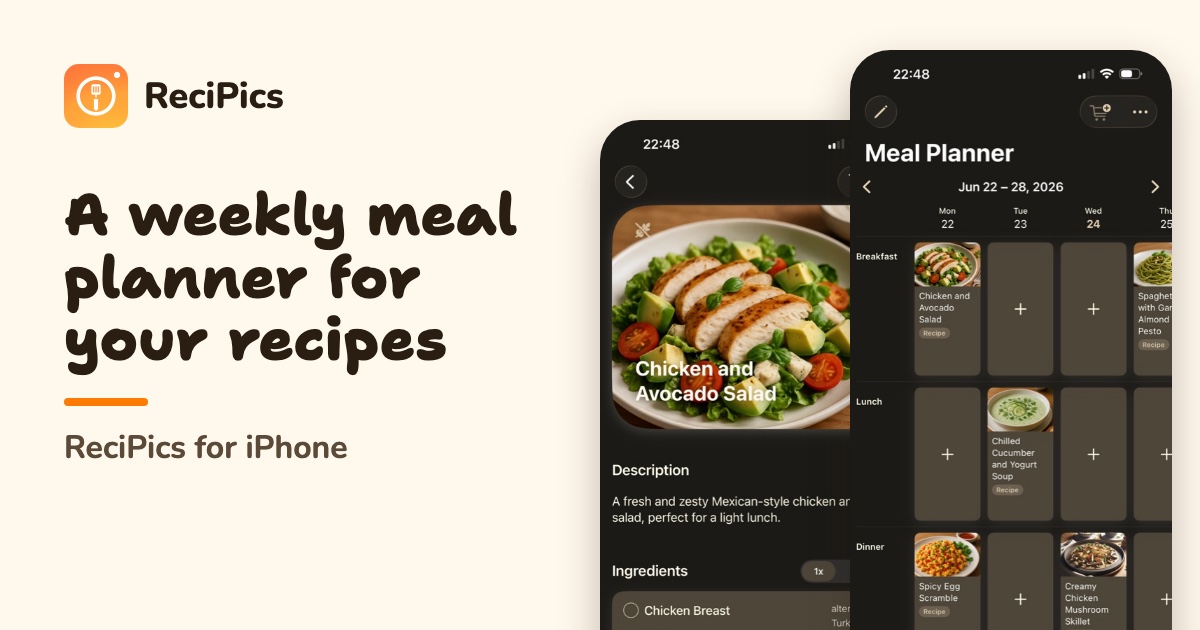 ReciPics
A weekly meal
planner for
your recipes
ReciPics for iPhone
22:48
Chicken and
Avocado Salad
Description
A fresh and zesty Mexican-style chicken
salad, perfect for a light lunch.
Ingredients
1x
Chicken Breast
22:48
Meal Planner
Jun 22 – 28, 2026
Mon
22
Tue
23
Wed
24
Thu
25
Breakfast
Chicken and
Avocado
Salad
Recipe
Spaghet
with Gar
Almond
Pesto
Recipe
Lunch
Chilled
Cucumber
and Yogurt
Soup
Recipe
Dinner
Spicy Egg
Scramble
Recipe
Creamy
Chicken
Mushroom
Skillet